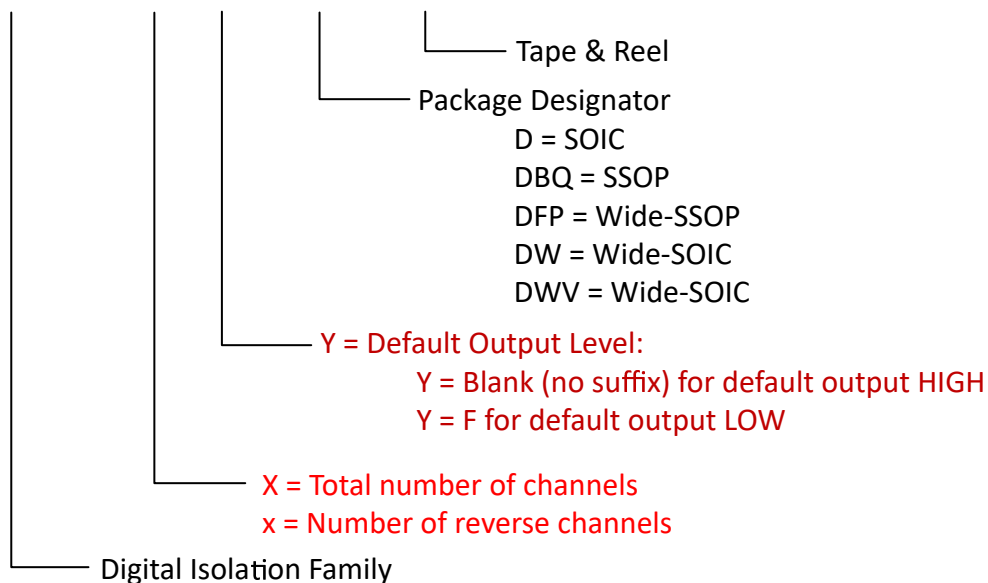 Tape & Reel
Package Designator
D = SOIC
DBQ = SSOP
DFP = Wide-SSOP
DW = Wide-SOIC
DWV = Wide-SOIC
Y = Default Output Level:
Y = Blank (no suffix) for default output HIGH
Y = F for default output LOW
X = Total number of channels
x = Number of reverse channels
Digital Isolation Family